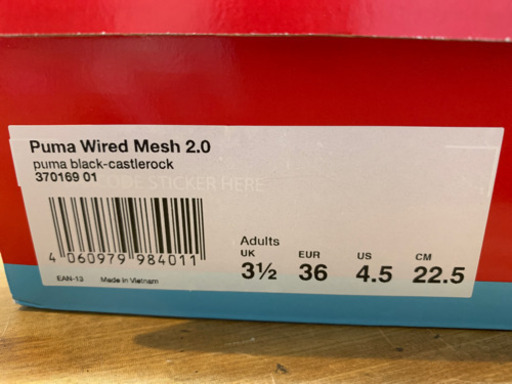 Puma Wired Mesh 2.0
puma black-castlerock
370169 01
CODE STICKER HERE
4 060979 984011
EAN-13 Made in Vietnam
Adults
UK EUR US CM
3½ 36 4.5 22.5